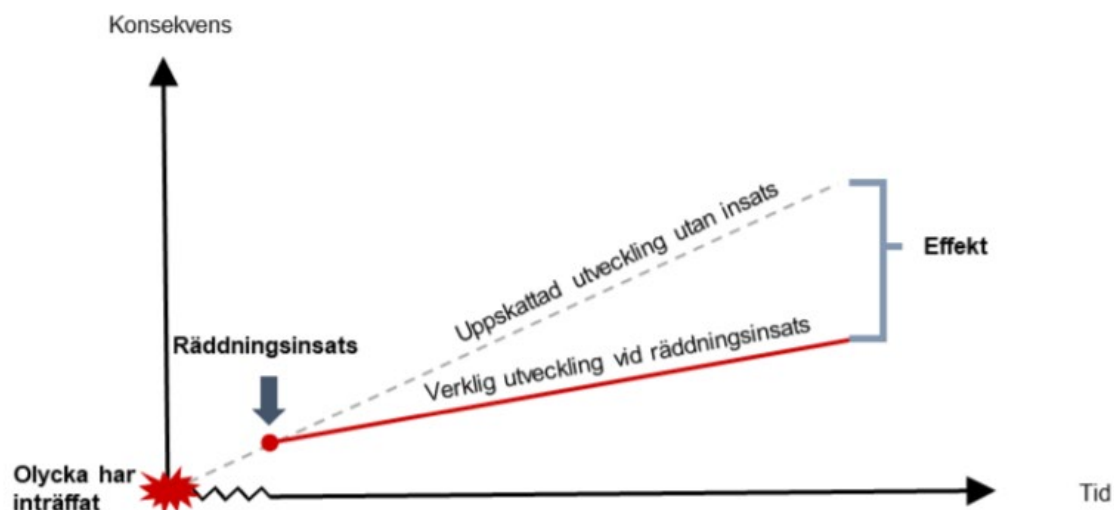 Konsekvens
Uppskattad utveckling utan insats
Effekt
Räddningsinsats
Verklig utveckling vid räddningsinsats
Olycka har
inträffat
Tid